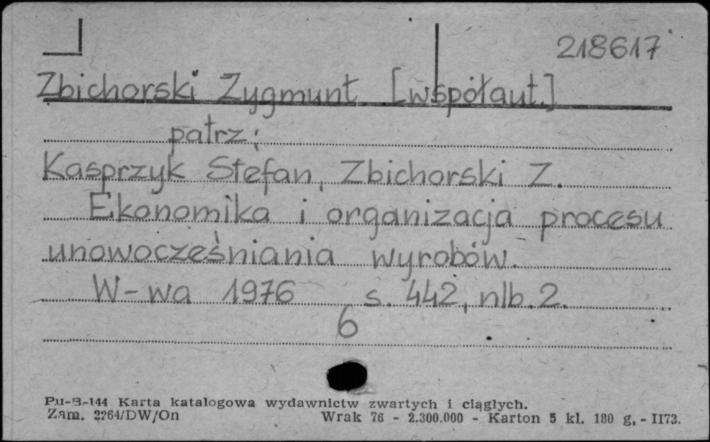 218617
Zbichorski Zygmunt [współaut.]
patrz:
Kasprzyk Stefan, Zbichorski Z.
Ekonomika i organizacja procesu
unowocześniania wyrobów.
W-wa 1976 s. 442, nlb. 2.
6
Pu-B-144 Karta katalogowa wydawnictw zwartych i ciągłych.
Zam. 2264/DW/On Wrak 76 - 2.300.000 - Karton 5 kl. 180 g, - II73.